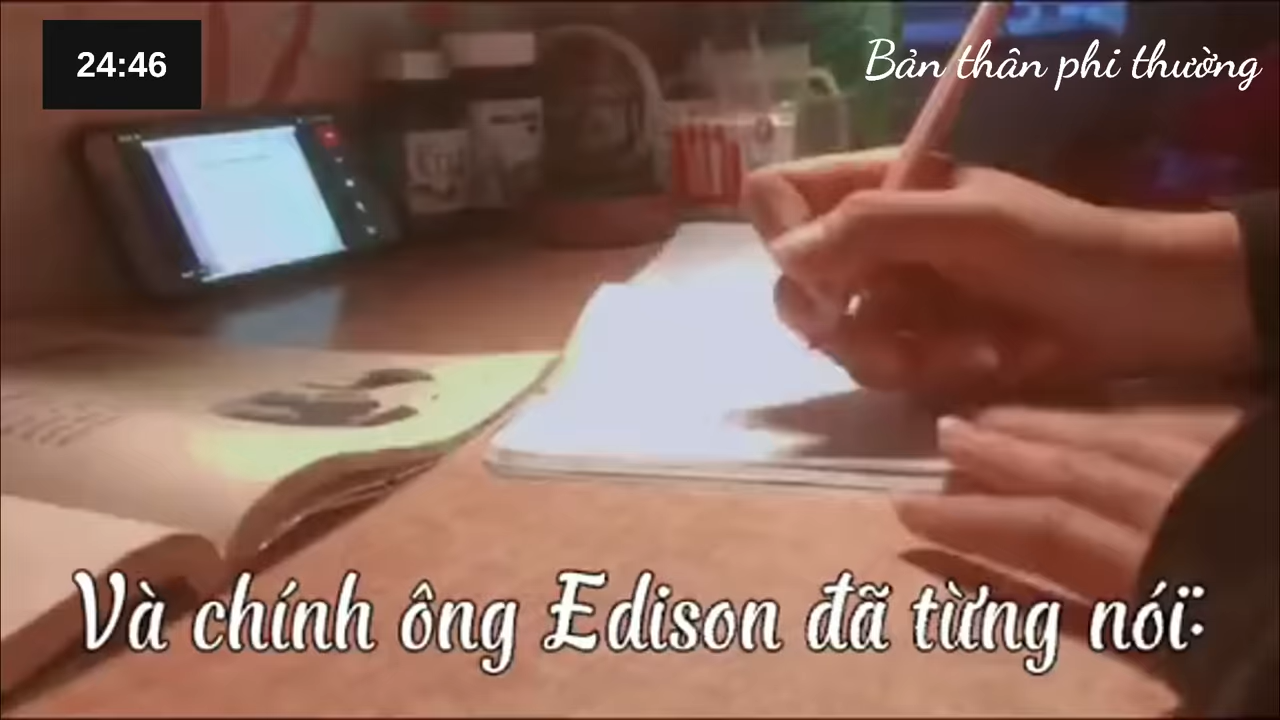 24:46
Bản thân phi thường
Và chính ông Edison đã từng nói: